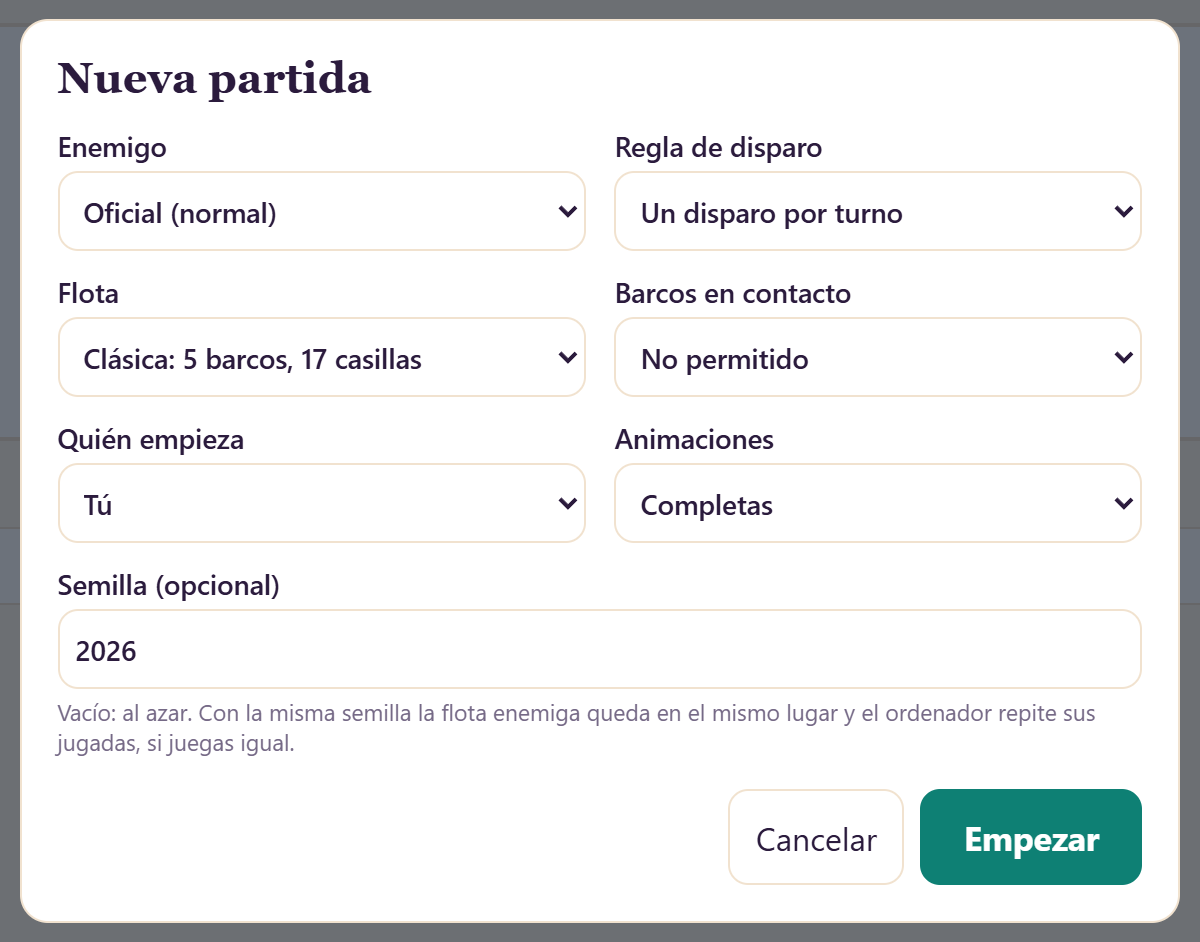 Nueva partida
Enemigo
Regla de disparo
Oficial (normal)
Un disparo por turno
Flota
Barcos en contacto
Clásica: 5 barcos, 17 casillas
No permitido
Quién empieza
Animaciones
Tú
Completas
Semilla (opcional)
2026
Vacío: al azar. Con la misma semilla la flota enemiga queda en el mismo lugar y el ordenador repite sus
jugadas, si juegas igual.
Cancelar
Empezar